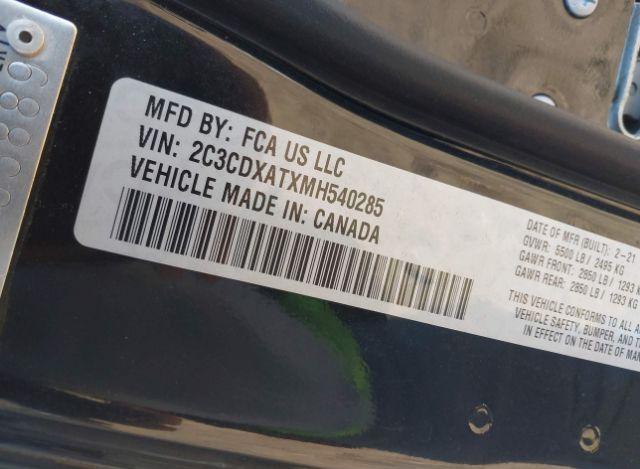 MFD BY: FCA US LLC
VIN: 2C3CDXATXMH540285
VEHICLE MADE IN: CANADA
DATE OF MFR (BUILT): 2-21
GVWR: 5500 LB / 2495 KG
GAWR FRONT: 2850 LB / 1293
GAWR REAR: 2850 LB / 1293 KG
THIS VEHICLE CONFORMS TO ALL
VEHICLE SAFETY, BUMPER, AND
IN EFFECT ON THE DATE OF